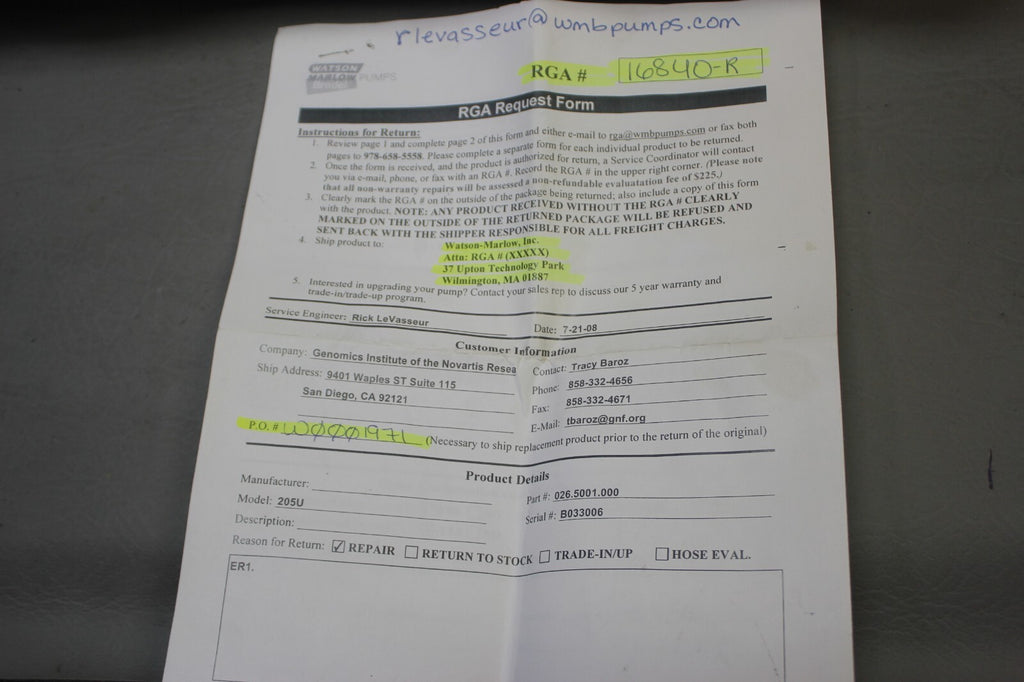 rlevasseur@wmbpumps.com
WATSON
MARLOW PUMPS
RGA # 16840-R
RGA Request Form
Instructions for Return:
1. Review page 1 and complete page 2 of this form and either e-mail to rga@wmbpumps.com or fax both
pages to 978-658-5558. Please complete a separate form for each individual product to be returned.
2. Once the form is received, and the product is authorized for return, a Service Coordinator will contact
you via e-mail, phone, or fax with an RGA #. Record the RGA # in the upper right corner. (Please note
that all non-warranty repairs will be assessed a non-refundable evaluatation fee of $225.)
3. Clearly mark the RGA # on the outside of the package being returned; also include a copy of this form
with the product. NOTE: ANY PRODUCT RECEIVED WITHOUT THE RGA # CLEARLY
MARKED ON THE OUTSIDE OF THE RETURNED PACKAGE WILL BE REFUSED AND
SENT BACK WITH THE SHIPPER RESPONSIBLE FOR ALL FREIGHT CHARGES.
4. Ship product to: Watson-Marlow, Inc.
Attn: RGA # (XXXXX)
37 Upton Technology Park
Wilmington, MA 01887
5. Interested in upgrading your pump? Contact your sales rep to discuss our 5 year warranty and
trade-in/trade-up program.
Service Engineer: Rick LeVasseur Date: 7-21-08
Customer Information
Company: Genomics Institute of the Novartis Resea Contact: Tracy Baroz
Ship Address: 9401 Waples ST Suite 115 Phone: 858-332-4656
San Diego, CA 92121 Fax: 858-332-4671
E-Mail: tbaroz@gnf.org
P.O. # W000197L (Necessary to ship replacement product prior to the return of the original)
Product Details
Manufacturer: Part #: 026.5001.000
Model: 205U Serial #: B033006
Description:
Reason for Return: ☑ REPAIR ☐ RETURN TO STOCK ☐ TRADE-IN/UP ☐ HOSE EVAL.
ER1.